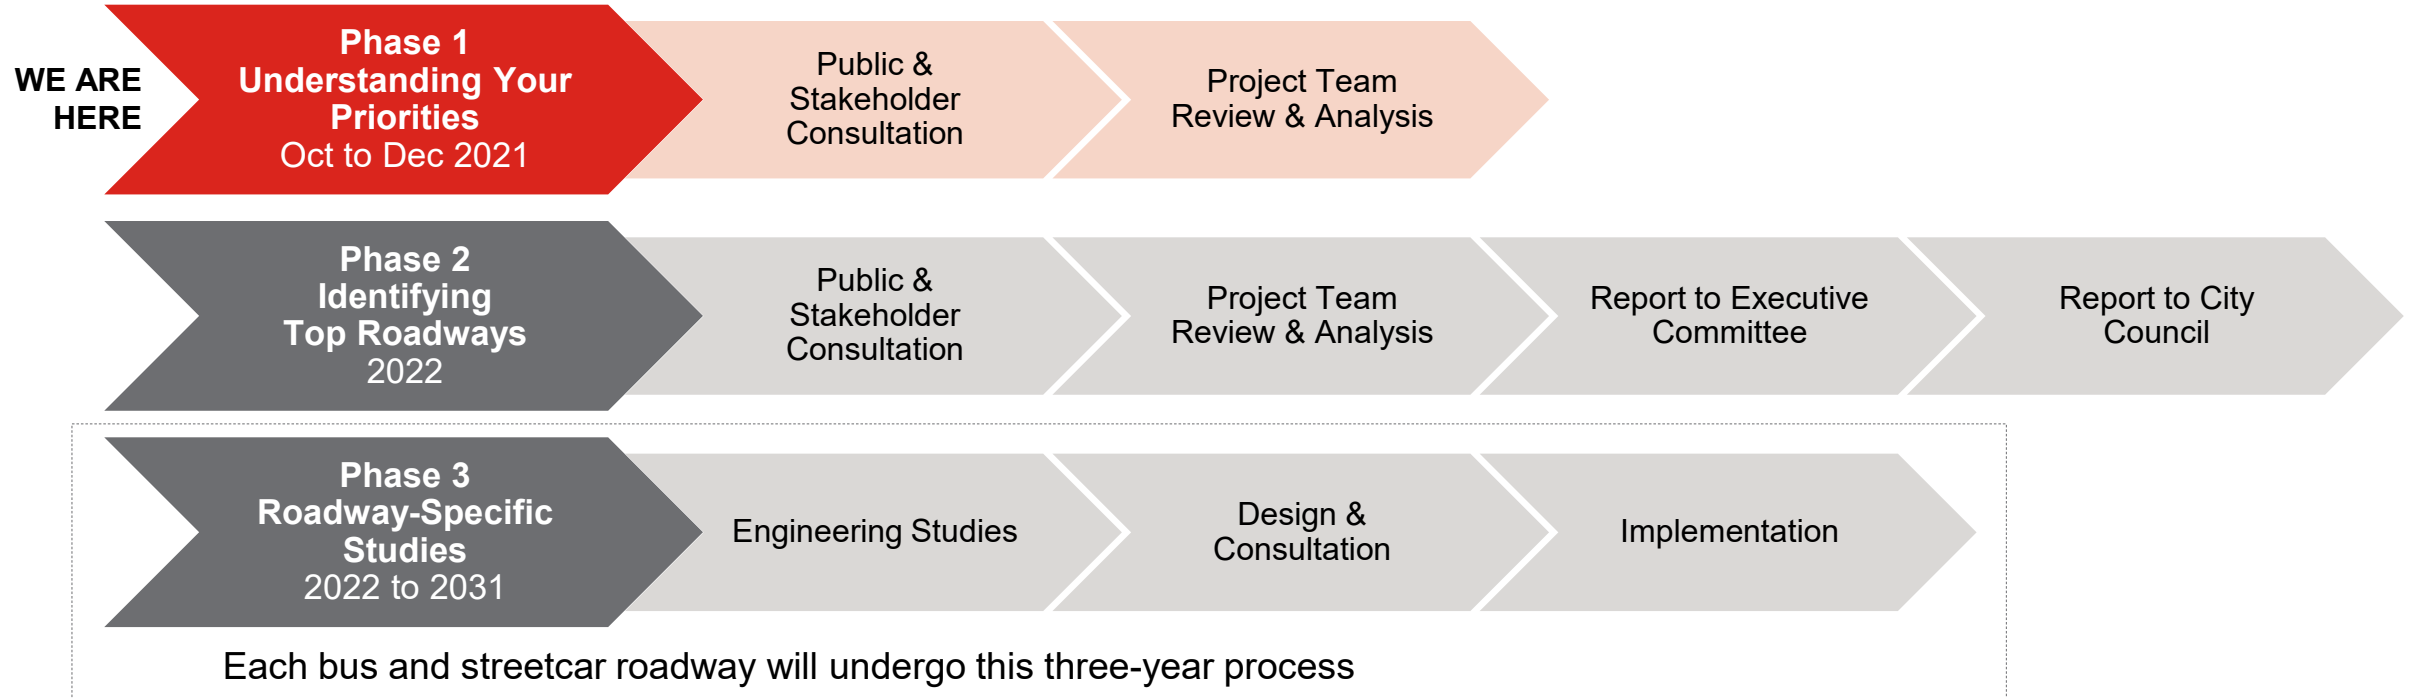 WE ARE
HERE
Phase 1
Understanding Your
Priorities
Oct to Dec 2021
Public &
Stakeholder
Consultation
Project Team
Review & Analysis
Phase 2
Identifying
Top Roadways
2022
Public &
Stakeholder
Consultation
Project Team
Review & Analysis
Report to Executive
Committee
Report to City
Council
Phase 3
Roadway-Specific
Studies
2022 to 2031
Engineering Studies
Design &
Consultation
Implementation
Each bus and streetcar roadway will undergo this three-year process